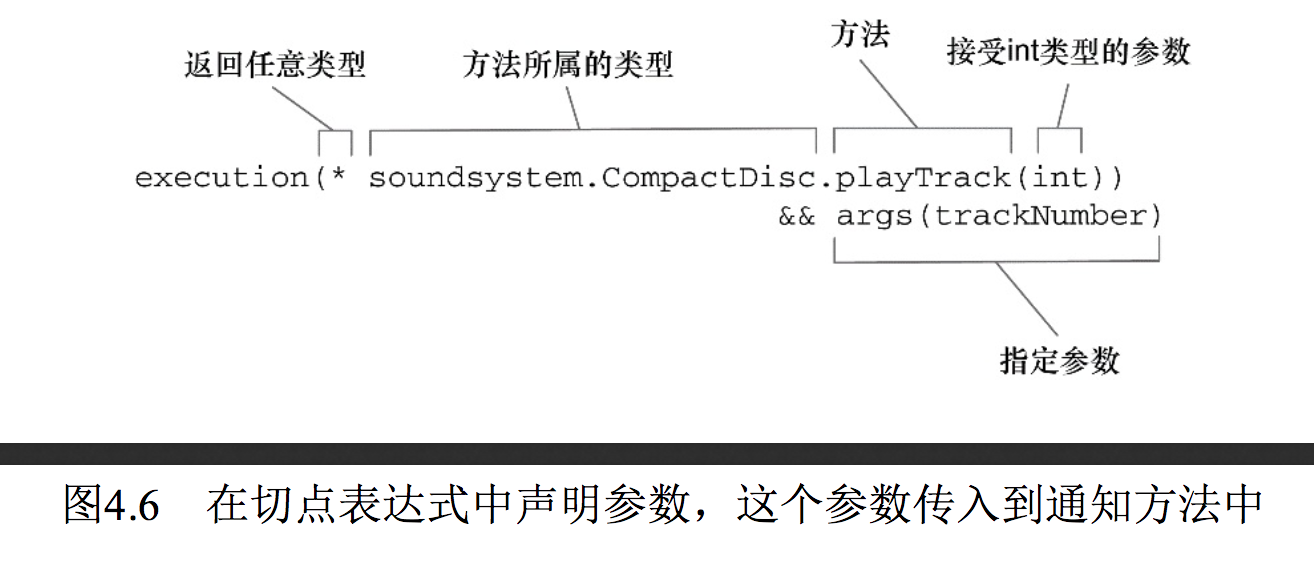 返回任意类型
方法所属的类型
方法
接受int类型的参数
execution(* soundsystem.CompactDisc.playTrack(int))
&& args(trackNumber)
指定参数
图4.6 在切点表达式中声明参数，这个参数传入到通知方法中